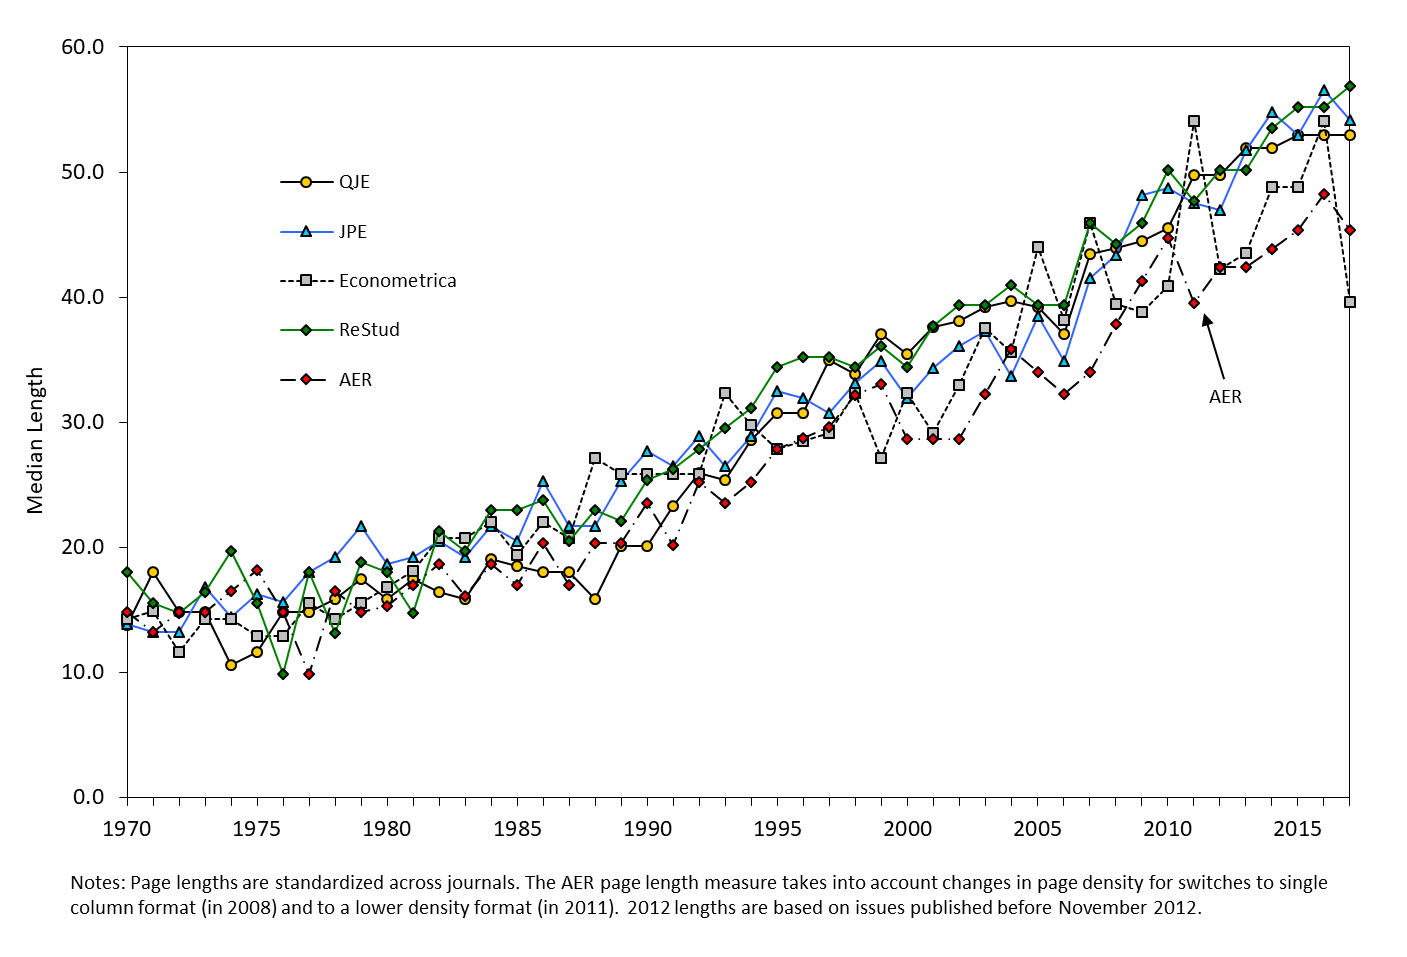 60.0
50.0
40.0
30.0
20.0
10.0
0.0
Median Length
QJE
JPE
Econometrica
ReStud
AER
AER
1970 1975 1980 1985 1990 1995 2000 2005 2010 2015
Notes: Page lengths are standardized across journals. The AER page length measure takes into account changes in page density for switches to single
column format (in 2008) and to a lower density format (in 2011). 2012 lengths are based on issues published before November 2012.